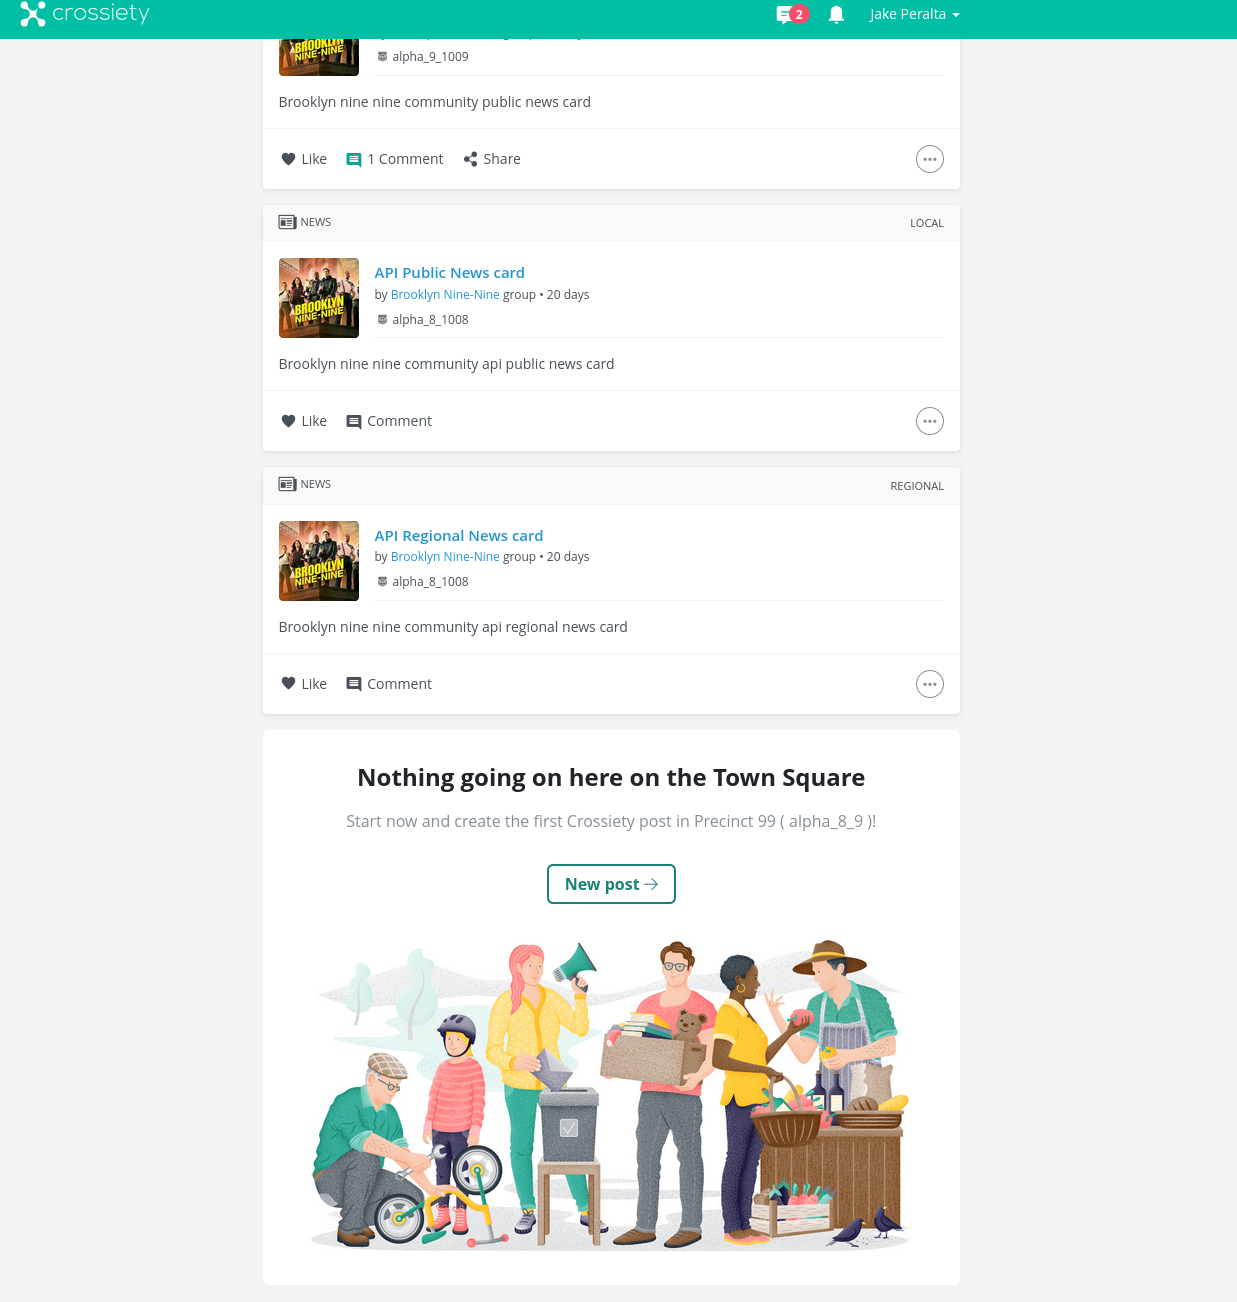 crossiety
2
Jake Peralta
NINE-NINE
alpha_9_1009
Brooklyn nine nine community public news card
Like 1 Comment Share
NEWS LOCAL
BROOKLYN
NINE-NINE
API Public News card
by Brooklyn Nine-Nine group • 20 days
alpha_8_1008
Brooklyn nine nine community api public news card
Like Comment
NEWS REGIONAL
BROOKLYN
NINE-NINE
API Regional News card
by Brooklyn Nine-Nine group • 20 days
alpha_8_1008
Brooklyn nine nine community api regional news card
Like Comment
Nothing going on here on the Town Square
Start now and create the first Crossiety post in Precinct 99 ( alpha_8_9 )!
New post →